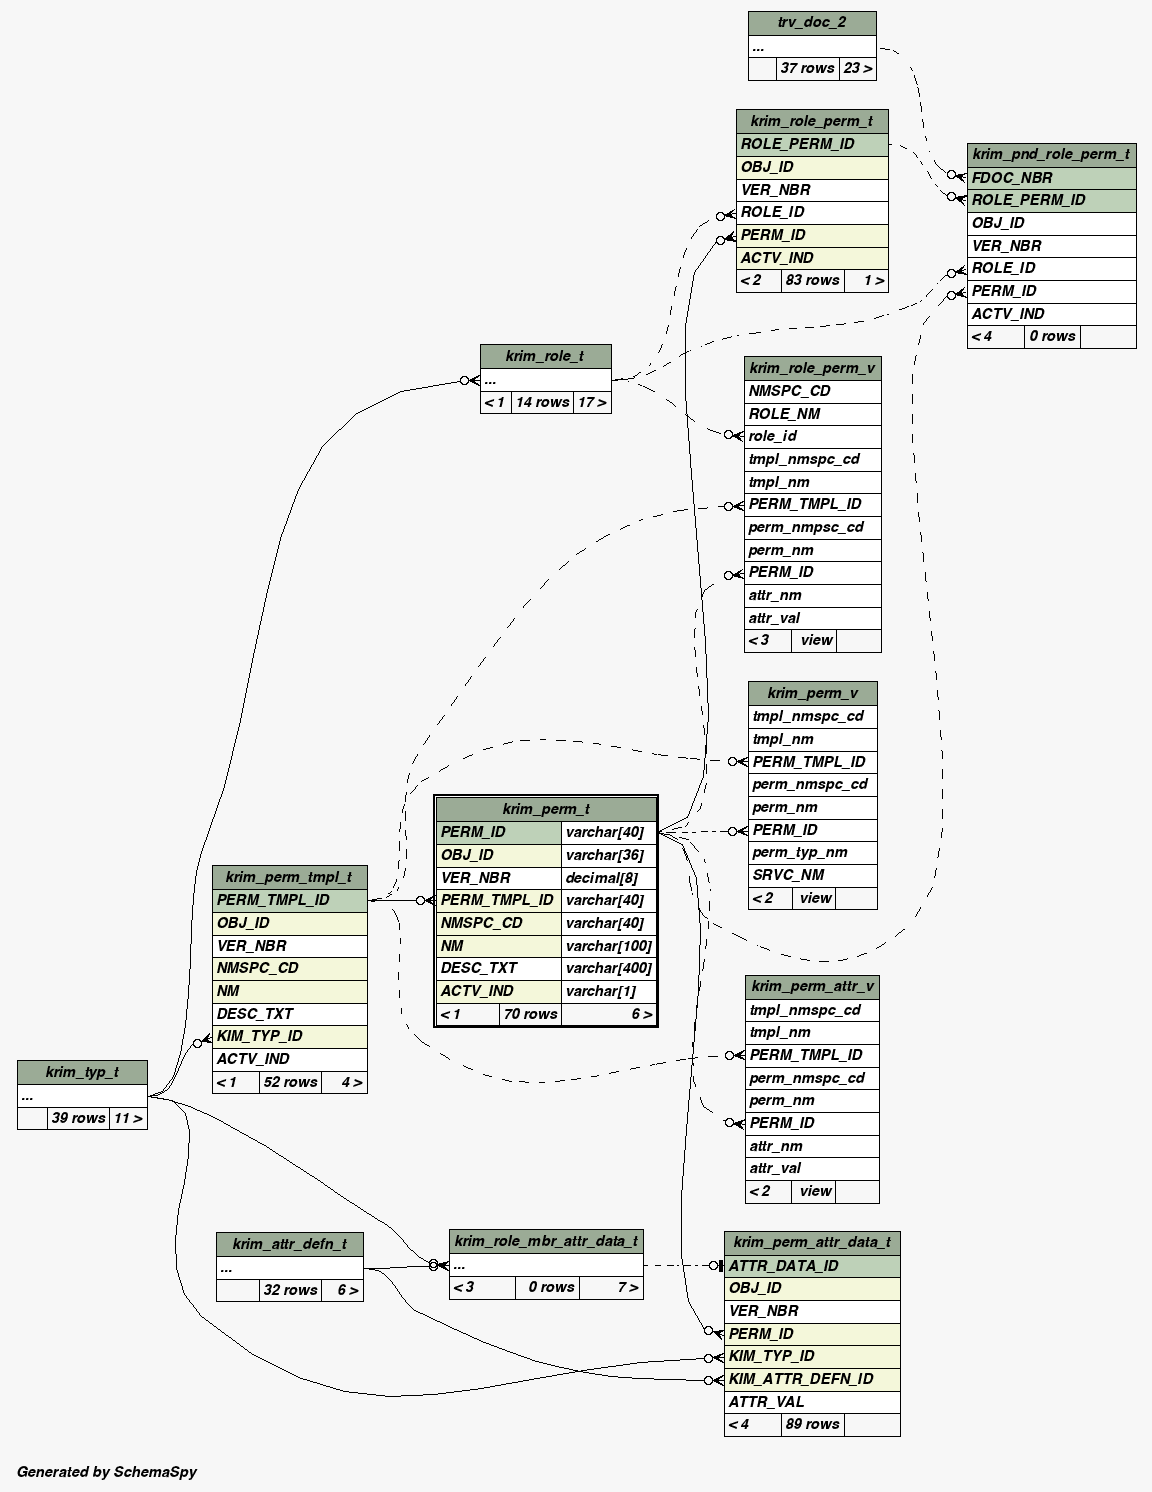 trv_doc_2
...
37 rows 23 >
krim_role_perm_t
ROLE_PERM_ID
OBJ_ID
VER_NBR
ROLE_ID
PERM_ID
ACTV_IND
< 2 83 rows 1 >
krim_pnd_role_perm_t
FDOC_NBR
ROLE_PERM_ID
OBJ_ID
VER_NBR
ROLE_ID
PERM_ID
ACTV_IND
< 4 0 rows
krim_role_t
...
< 1 14 rows 17 >
krim_role_perm_v
NMSPC_CD
ROLE_NM
role_id
tmpl_nmspc_cd
tmpl_nm
PERM_TMPL_ID
perm_nmpsc_cd
perm_nm
PERM_ID
attr_nm
attr_val
< 3 view
krim_perm_v
tmpl_nmspc_cd
tmpl_nm
PERM_TMPL_ID
perm_nmspc_cd
perm_nm
PERM_ID
perm_typ_nm
SRVC_NM
< 2 view
krim_perm_t
PERM_ID varchar[40]
OBJ_ID varchar[36]
VER_NBR decimal[8]
PERM_TMPL_ID varchar[40]
NMSPC_CD varchar[40]
NM varchar[100]
DESC_TXT varchar[400]
ACTV_IND varchar[1]
< 1 70 rows 6 >
krim_perm_tmpl_t
PERM_TMPL_ID
OBJ_ID
VER_NBR
NMSPC_CD
NM
DESC_TXT
KIM_TYP_ID
ACTV_IND
< 1 52 rows 4 >
krim_perm_attr_v
tmpl_nmspc_cd
tmpl_nm
PERM_TMPL_ID
perm_nmspc_cd
perm_nm
PERM_ID
attr_nm
attr_val
< 2 view
krim_typ_t
...
39 rows 11 >
krim_attr_defn_t
...
32 rows 6 >
krim_role_mbr_attr_data_t
...
< 3 0 rows 7 >
krim_perm_attr_data_t
ATTR_DATA_ID
OBJ_ID
VER_NBR
PERM_ID
KIM_TYP_ID
KIM_ATTR_DEFN_ID
ATTR_VAL
< 4 89 rows
Generated by SchemaSpy